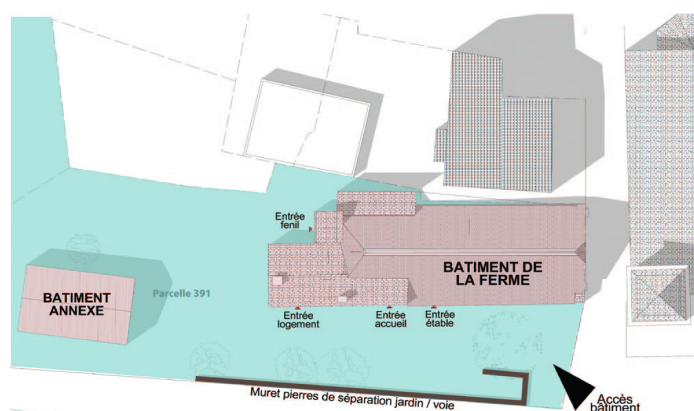 Entrée
fenil
BATIMENT DE
LA FERME
BATIMENT
ANNEXE
Parcelle 391
Entrée
logement
Entrée
accueil
Entrée
étable
Muret pierres de séparation jardin / voie
Accès
bâtiment